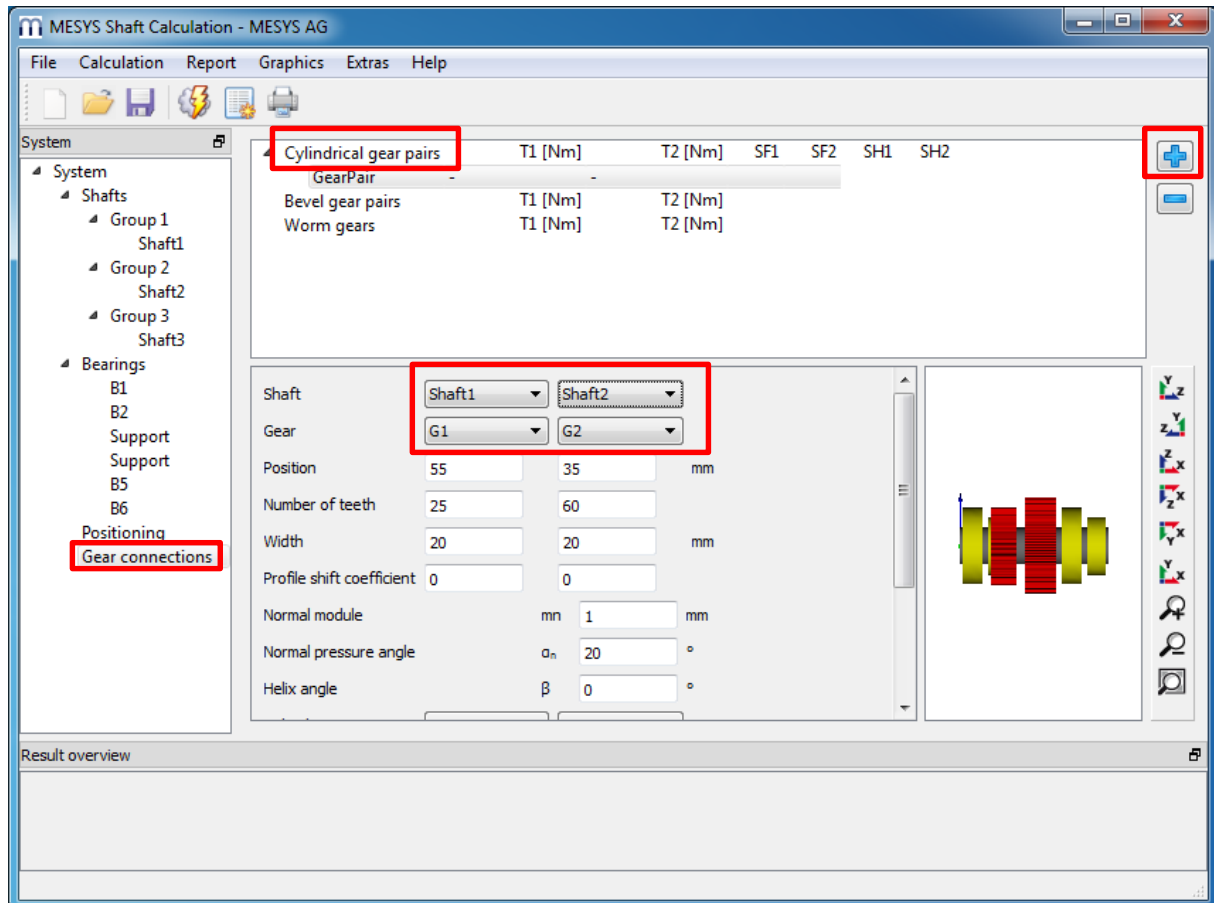 MESYS Shaft Calculation - MESYS AG
File Calculation Report Graphics Extras Help
System
System
Shafts
Group 1
Shaft1
Group 2
Shaft2
Group 3
Shaft3
Bearings
B1
B2
Support
Support
B5
B6
Positioning
Gear connections
Cylindrical gear pairs T1 [Nm] T2 [Nm] SF1 SF2 SH1 SH2
GearPair - -
Bevel gear pairs T1 [Nm] T2 [Nm]
Worm gears T1 [Nm] T2 [Nm]
Shaft Shaft1 Shaft2
Gear G1 G2
Position 55 35 mm
Number of teeth 25 60
Width 20 20 mm
Profile shift coefficient 0 0
Normal module mn 1 mm
Normal pressure angle αn 20 °
Helix angle β 0 °
Y Z
Z Y
Z X
Z X
Y X
Y X
Result overview